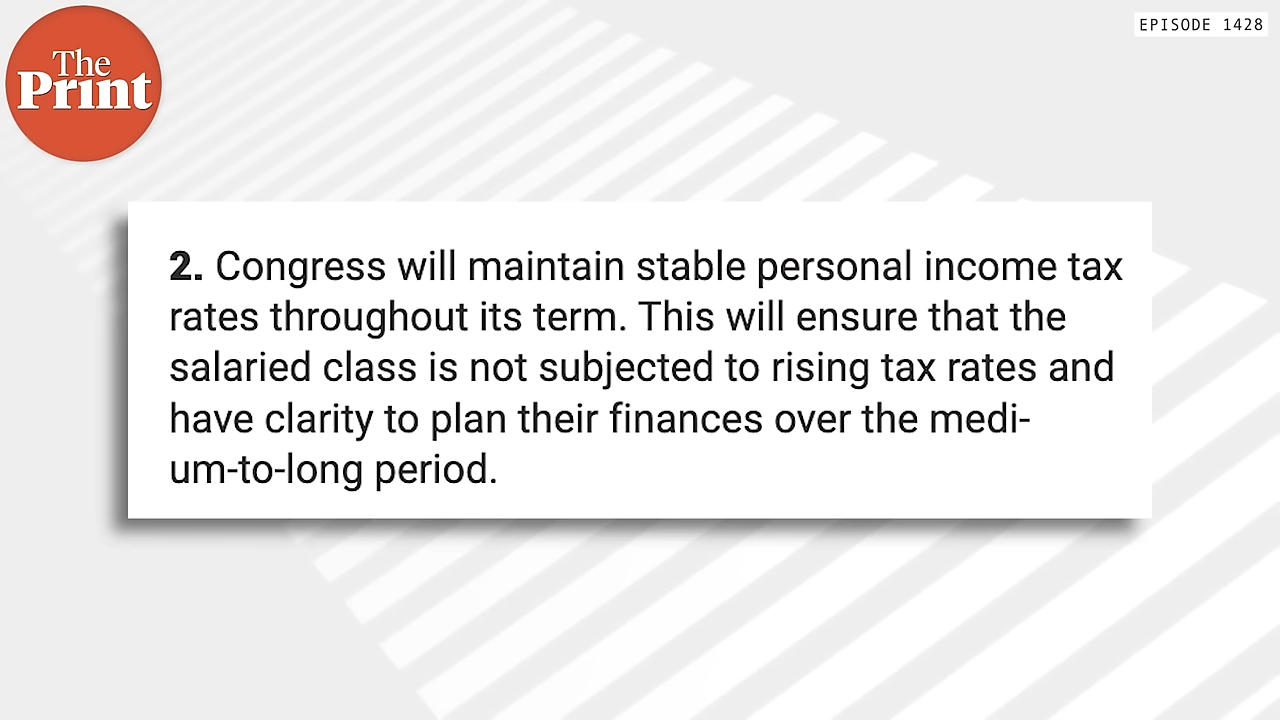 The
Print
EPISODE 1428
2. Congress will maintain stable personal income tax
rates throughout its term. This will ensure that the
salaried class is not subjected to rising tax rates and
have clarity to plan their finances over the medi-
um-to-long period.